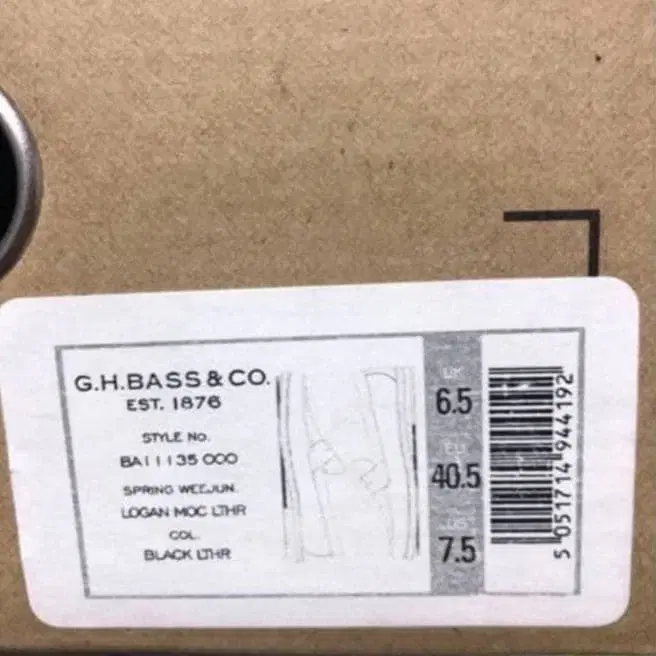 G.H.BASS & CO.
EST. 1876
STYLE No.
BA11135 000
SPRING WEEJUN
LOGAN MOC LTHR
COL.
BLACK LTHR
UK
6.5
40.5
US
7.5
5 051714 944192